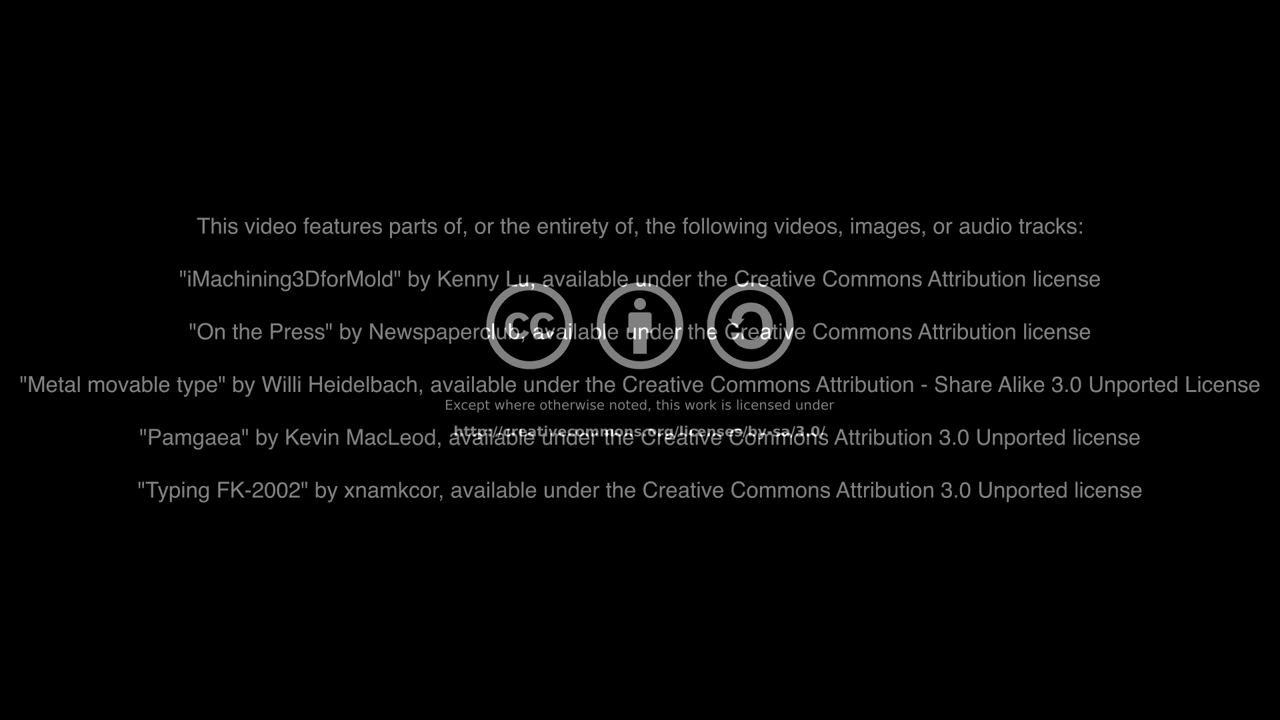 This video features parts of, or the entirety of, the following videos, images, or audio tracks:
"iMachining3DforMold" by Kenny Lu, available under the Creative Commons Attribution license
cc
"On the Press" by Newspaperclub, available under the Creative Commons Attribution license
"Metal movable type" by Willi Heidelbach, available under the Creative Commons Attribution - Share Alike 3.0 Unported License
Except where otherwise noted, this work is licensed under
http://creativecommons.org/licenses/by-sa/3.0/
"Pamgaea" by Kevin MacLeod, available under the Creative Commons Attribution 3.0 Unported license
"Typing FK-2002" by xnamkcor, available under the Creative Commons Attribution 3.0 Unported license